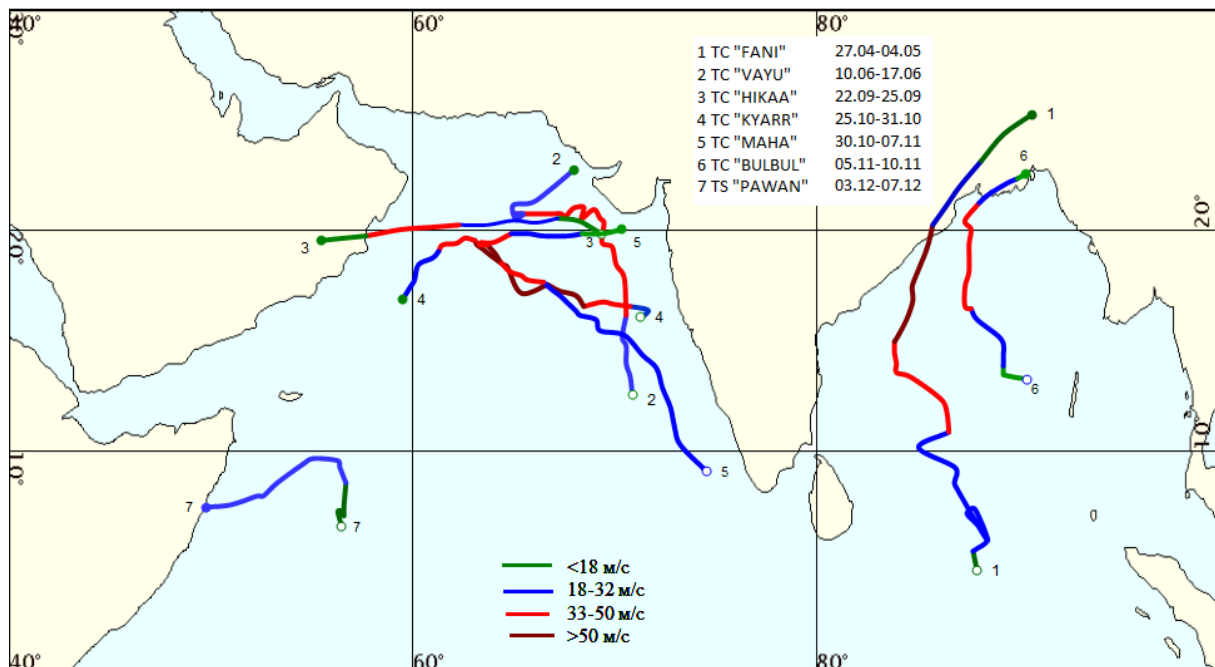 40° 60° 80°
1 TC "FANI" 27.04-04.05
2 TC "VAYU" 10.06-17.06
3 TC "HIKAA" 22.09-25.09
4 TC "KYARR" 25.10-31.10
5 TC "MAHA" 30.10-07.11
6 TC "BULBUL" 05.11-10.11
7 TS "PAWAN" 03.12-07.12
1
2
6
20° 20°
3
3
5
4
4
2
6
10° 10°
5
7
7
1
<18 м/с
18-32 м/с
33-50 м/с
>50 м/с
40° 60° 80°